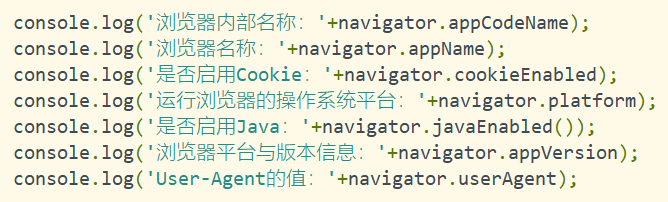 console.log('浏览器内部名称：'+navigator.appCodeName);
console.log('浏览器名称：'+navigator.appName);
console.log('是否启用Cookie：'+navigator.cookieEnabled);
console.log('运行浏览器的操作系统平台：'+navigator.platform);
console.log('是否启用Java：'+navigator.javaEnabled());
console.log('浏览器平台与版本信息：'+navigator.appVersion);
console.log('User-Agent的值：'+navigator.userAgent);